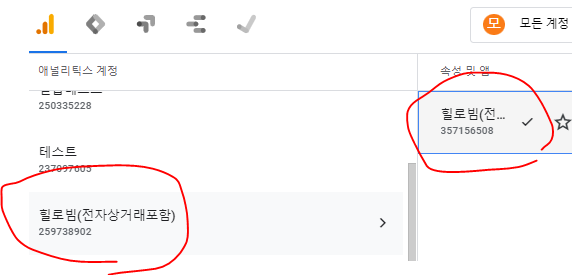 모 모든 계정
애널리틱스 계정
속성 및 앱
250335228
테스트
237097605
힐로빔(전자상거래포함)
259738902
힐로빔(전...
357156508